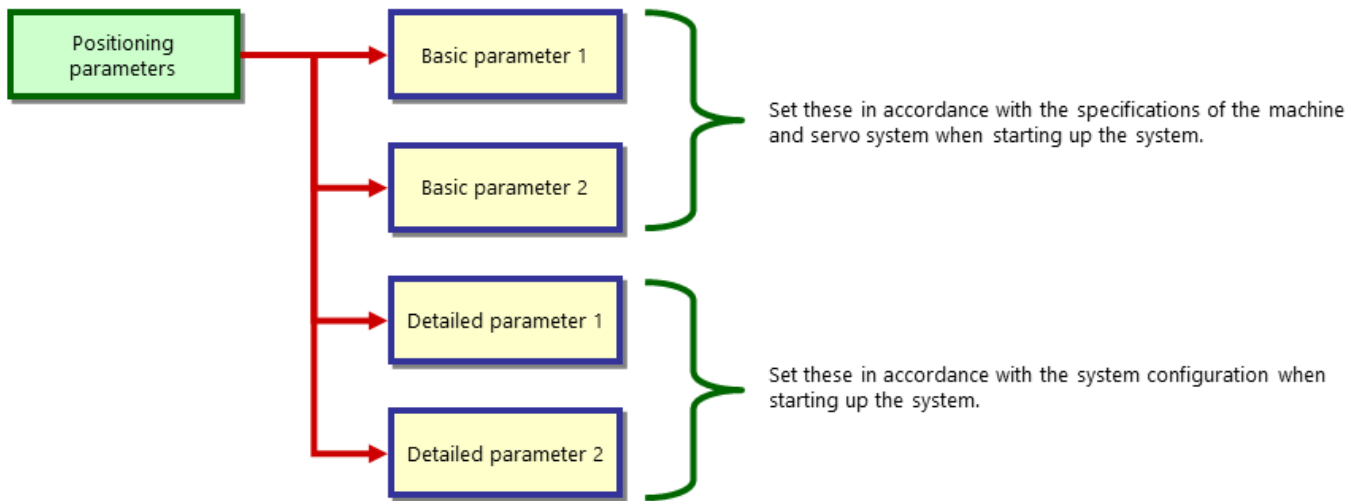 Positioning
parameters
Basic parameter 1
Basic parameter 2
Set these in accordance with the specifications of the machine
and servo system when starting up the system.
Detailed parameter 1
Detailed parameter 2
Set these in accordance with the system configuration when
starting up the system.